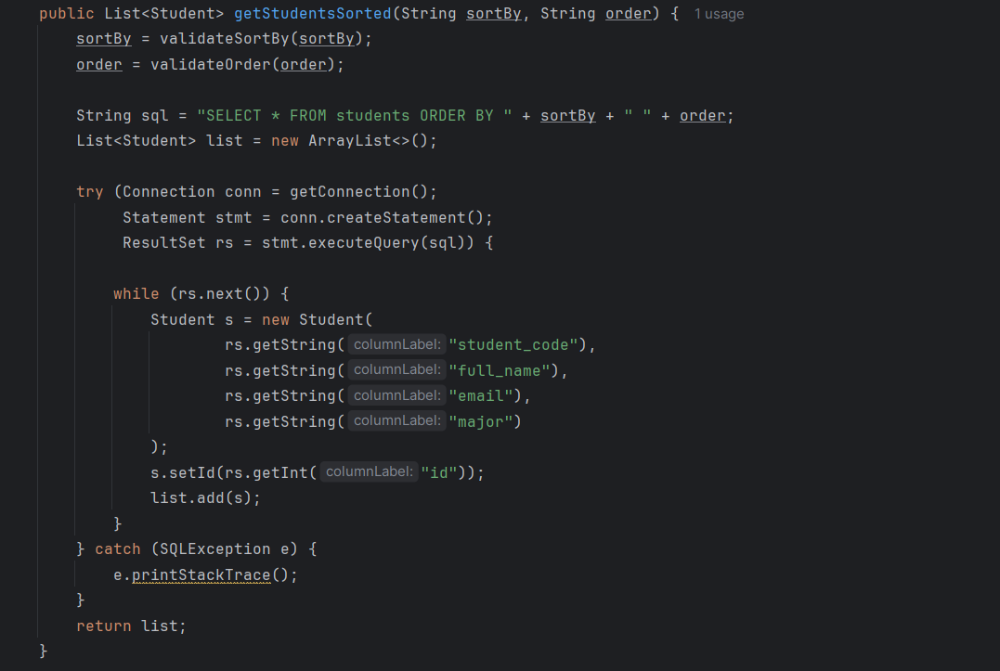 public List<Student> getStudentsSorted(String sortBy, String order) { 1 usage
    sortBy = validateSortBy(sortBy);
    order = validateOrder(order);

    String sql = "SELECT * FROM students ORDER BY " + sortBy + " " + order;
    List<Student> list = new ArrayList<>();

    try (Connection conn = getConnection();
         Statement stmt = conn.createStatement();
         ResultSet rs = stmt.executeQuery(sql)) {

        while (rs.next()) {
            Student s = new Student(
                    rs.getString( columnLabel: "student_code"),
                    rs.getString( columnLabel: "full_name"),
                    rs.getString( columnLabel: "email"),
                    rs.getString( columnLabel: "major")
            );
            s.setId(rs.getInt( columnLabel: "id"));
            list.add(s);
        }
    } catch (SQLException e) {
        e.printStackTrace();
    }
    return list;
}